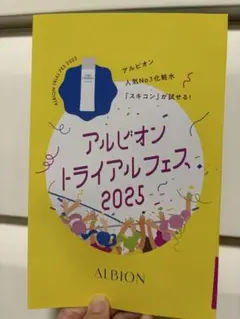 ALBION TRIAL FES 2025
アルビオン
人気No.1化粧水
「スキコン」が試せる!
アルビオン
トライアルフェス
2025
ALBION